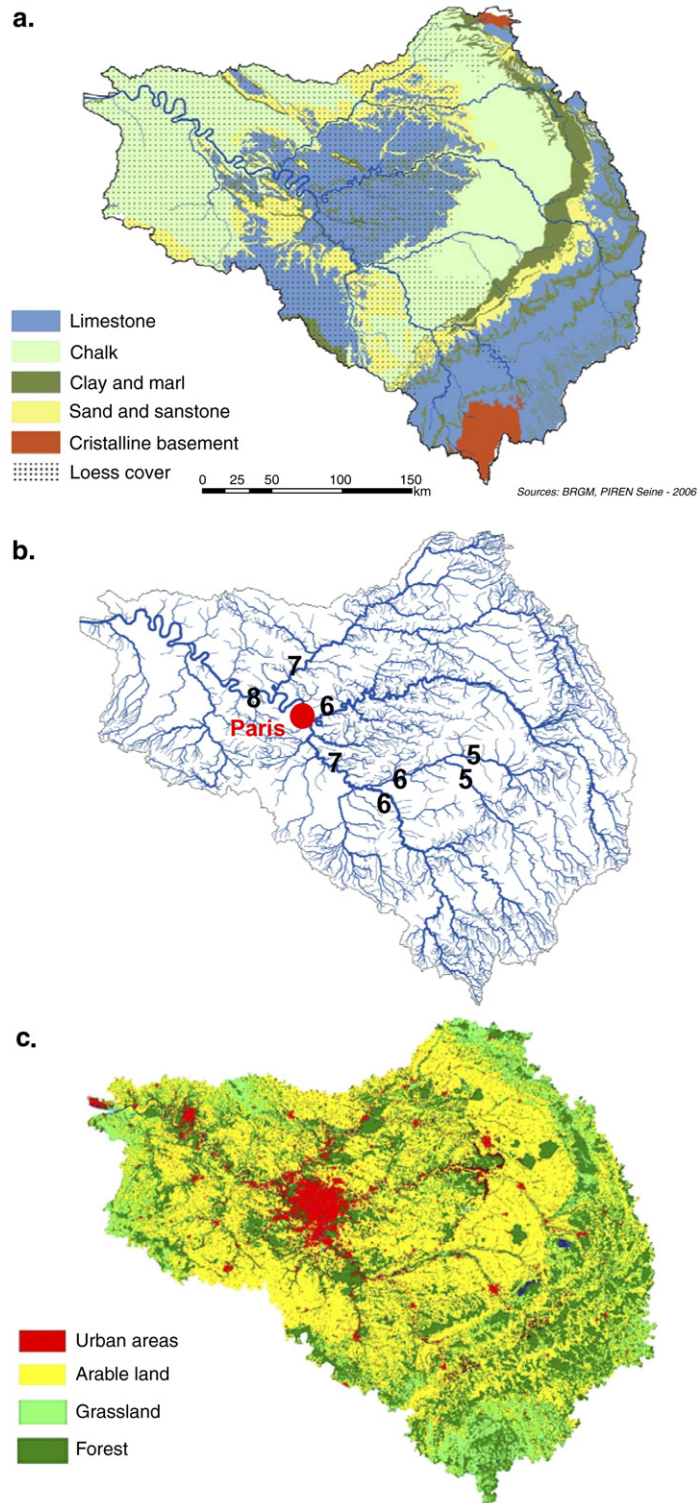 a.
Limestone
Chalk
Clay and marl
Sand and sanstone
Cristalline basement
Loess cover
0 25 50 100 150
km
Sources: BRGM, PIREN Seine - 2006
b.
7
8
6
Paris
7
5
6
5
6
c.
Urban areas
Arable land
Grassland
Forest